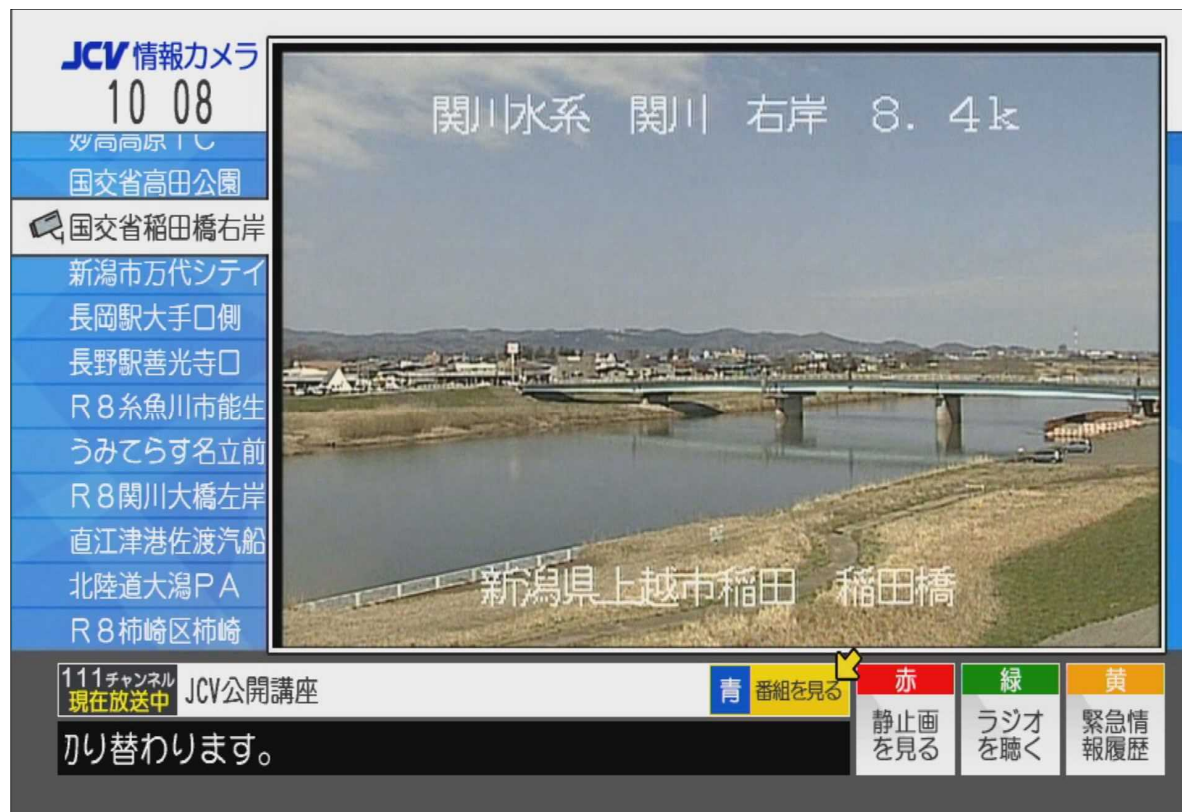 JCV 情報カメラ
10 08
妙高高原IC
国交省高田公園
国交省稲田橋右岸
新潟市万代シテイ
長岡駅大手口側
長野駅善光寺口
R8糸魚川市能生
うみてらす名立前
R8関川大橋左岸
直江津港佐渡汽船
北陸道大潟PA
R8柿崎区柿崎
関川水系 関川 右岸 8.4k
新潟県上越市稲田 稲田橋
111チャンネル
現在放送中
JCV公開講座
青 番組を見る
り替わります。
赤
静止画
を見る
緑
ラジオ
を聴く
黄
緊急情
報履歴